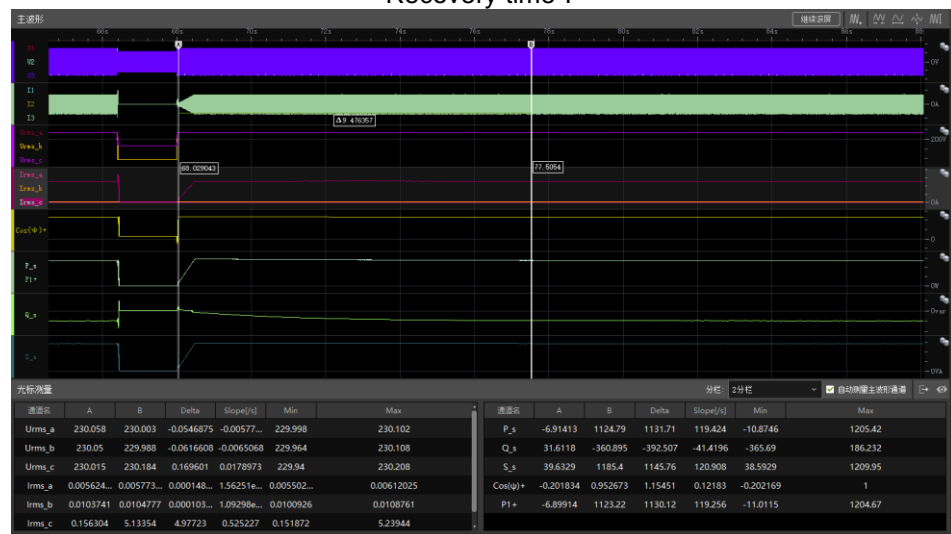 主波形
继续滚屏
66s 68s 70s 72s 74s 76s 78s 80s 82s 84s 86s 88
A B
U2
0V
I1
I2
I3
0A
Δ9.476357
Urms_b
Urms_c
200V
68.029043 77.5054
Irms_s
Irms_b
Irms_c
0A
Cos(ψ)+
0
P_s
P1+
0W
Q_s
0var
S_s
0VA
光标测量 分栏: 2分栏 自动测量主波形通道
通道名 A B Delta Slope[/s] Min Max
Urms_a 230.058 230.003 -0.0546875 -0.00577... 229.998 230.102
Urms_b 230.05 229.988 -0.0616608 -0.0065068 229.964 230.108
Urms_c 230.015 230.184 0.169601 0.0178973 229.94 230.208
Irms_a 0.005624... 0.005773... 0.000148... 1.56251e... 0.005502... 0.00612025
Irms_b 0.0103741 0.0104777 0.000103... 1.09298e... 0.0100926 0.0108761
Irms_c 0.156304 5.13354 4.97723 0.525227 0.151872 5.23944
通道名 A B Delta Slope[/s] Min Max
P_s -6.91413 1124.79 1131.71 119.424 -10.8746 1205.42
Q_s 31.6118 -360.895 -392.507 -41.4196 -365.69 186.232
S_s 39.6329 1185.4 1145.76 120.908 38.5929 1209.95
Cos(ψ)+ -0.201834 0.952673 1.15451 0.12183 -0.202169 1
P1+ -6.89914 1123.22 1130.12 119.256 -11.0115 1204.67